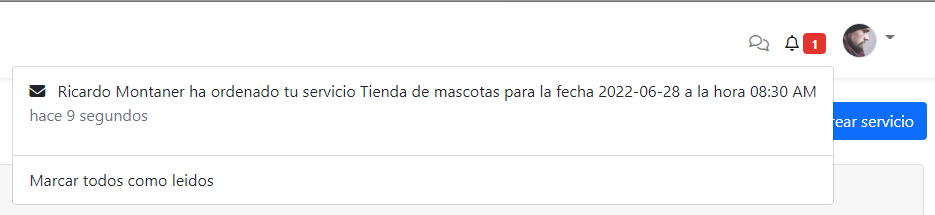 1
Ricardo Montaner ha ordenado tu servicio Tienda de mascotas para la fecha 2022-06-28 a la hora 08:30 AM
hace 9 segundos
rear servicio
Marcar todos como leidos